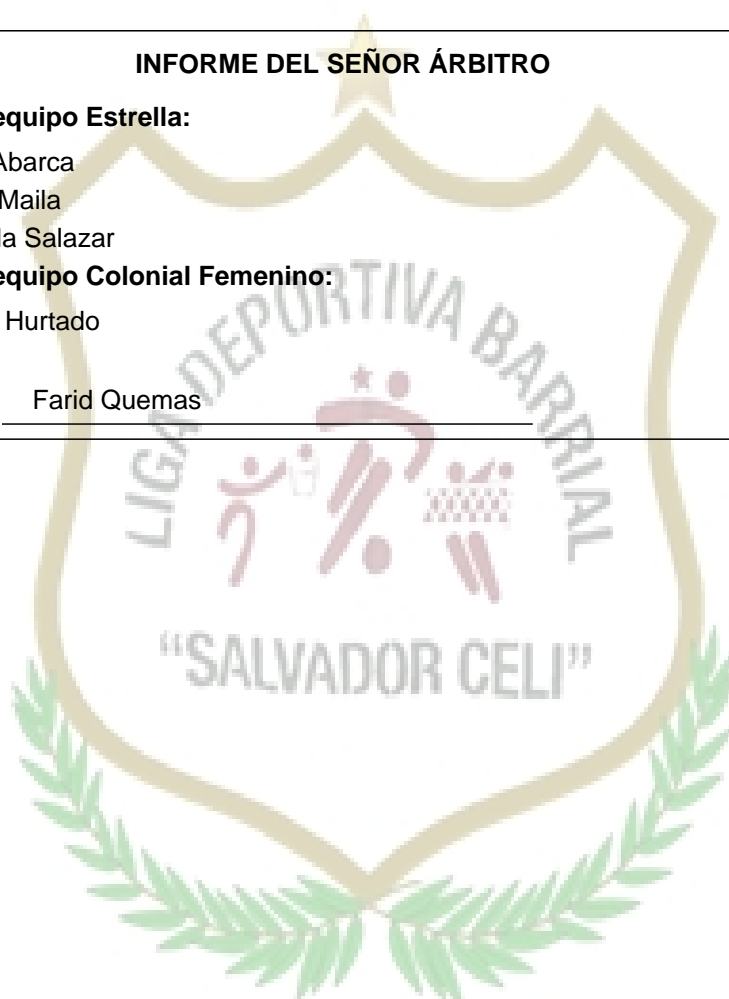 INFORME DEL SEÑOR ÁRBITRO
equipo Estrella:
Abarca
Maila
la Salazar
equipo Colonial Femenino:
Hurtado
Farid Quemas
LIGA DEPORTIVA BARRIAL
“SALVADOR CELI”